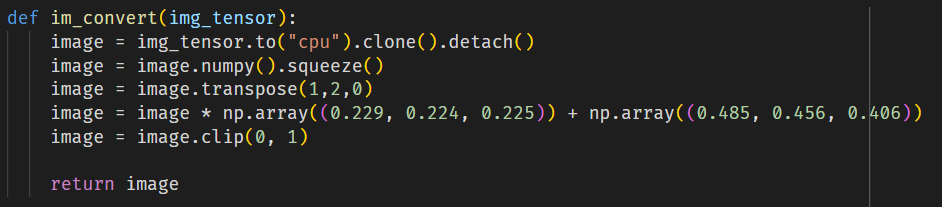 def im_convert(img_tensor):
    image = img_tensor.to("cpu").clone().detach()
    image = image.numpy().squeeze()
    image = image.transpose(1,2,0)
    image = image * np.array((0.229, 0.224, 0.225)) + np.array((0.485, 0.456, 0.406))
    image = image.clip(0, 1)

    return image